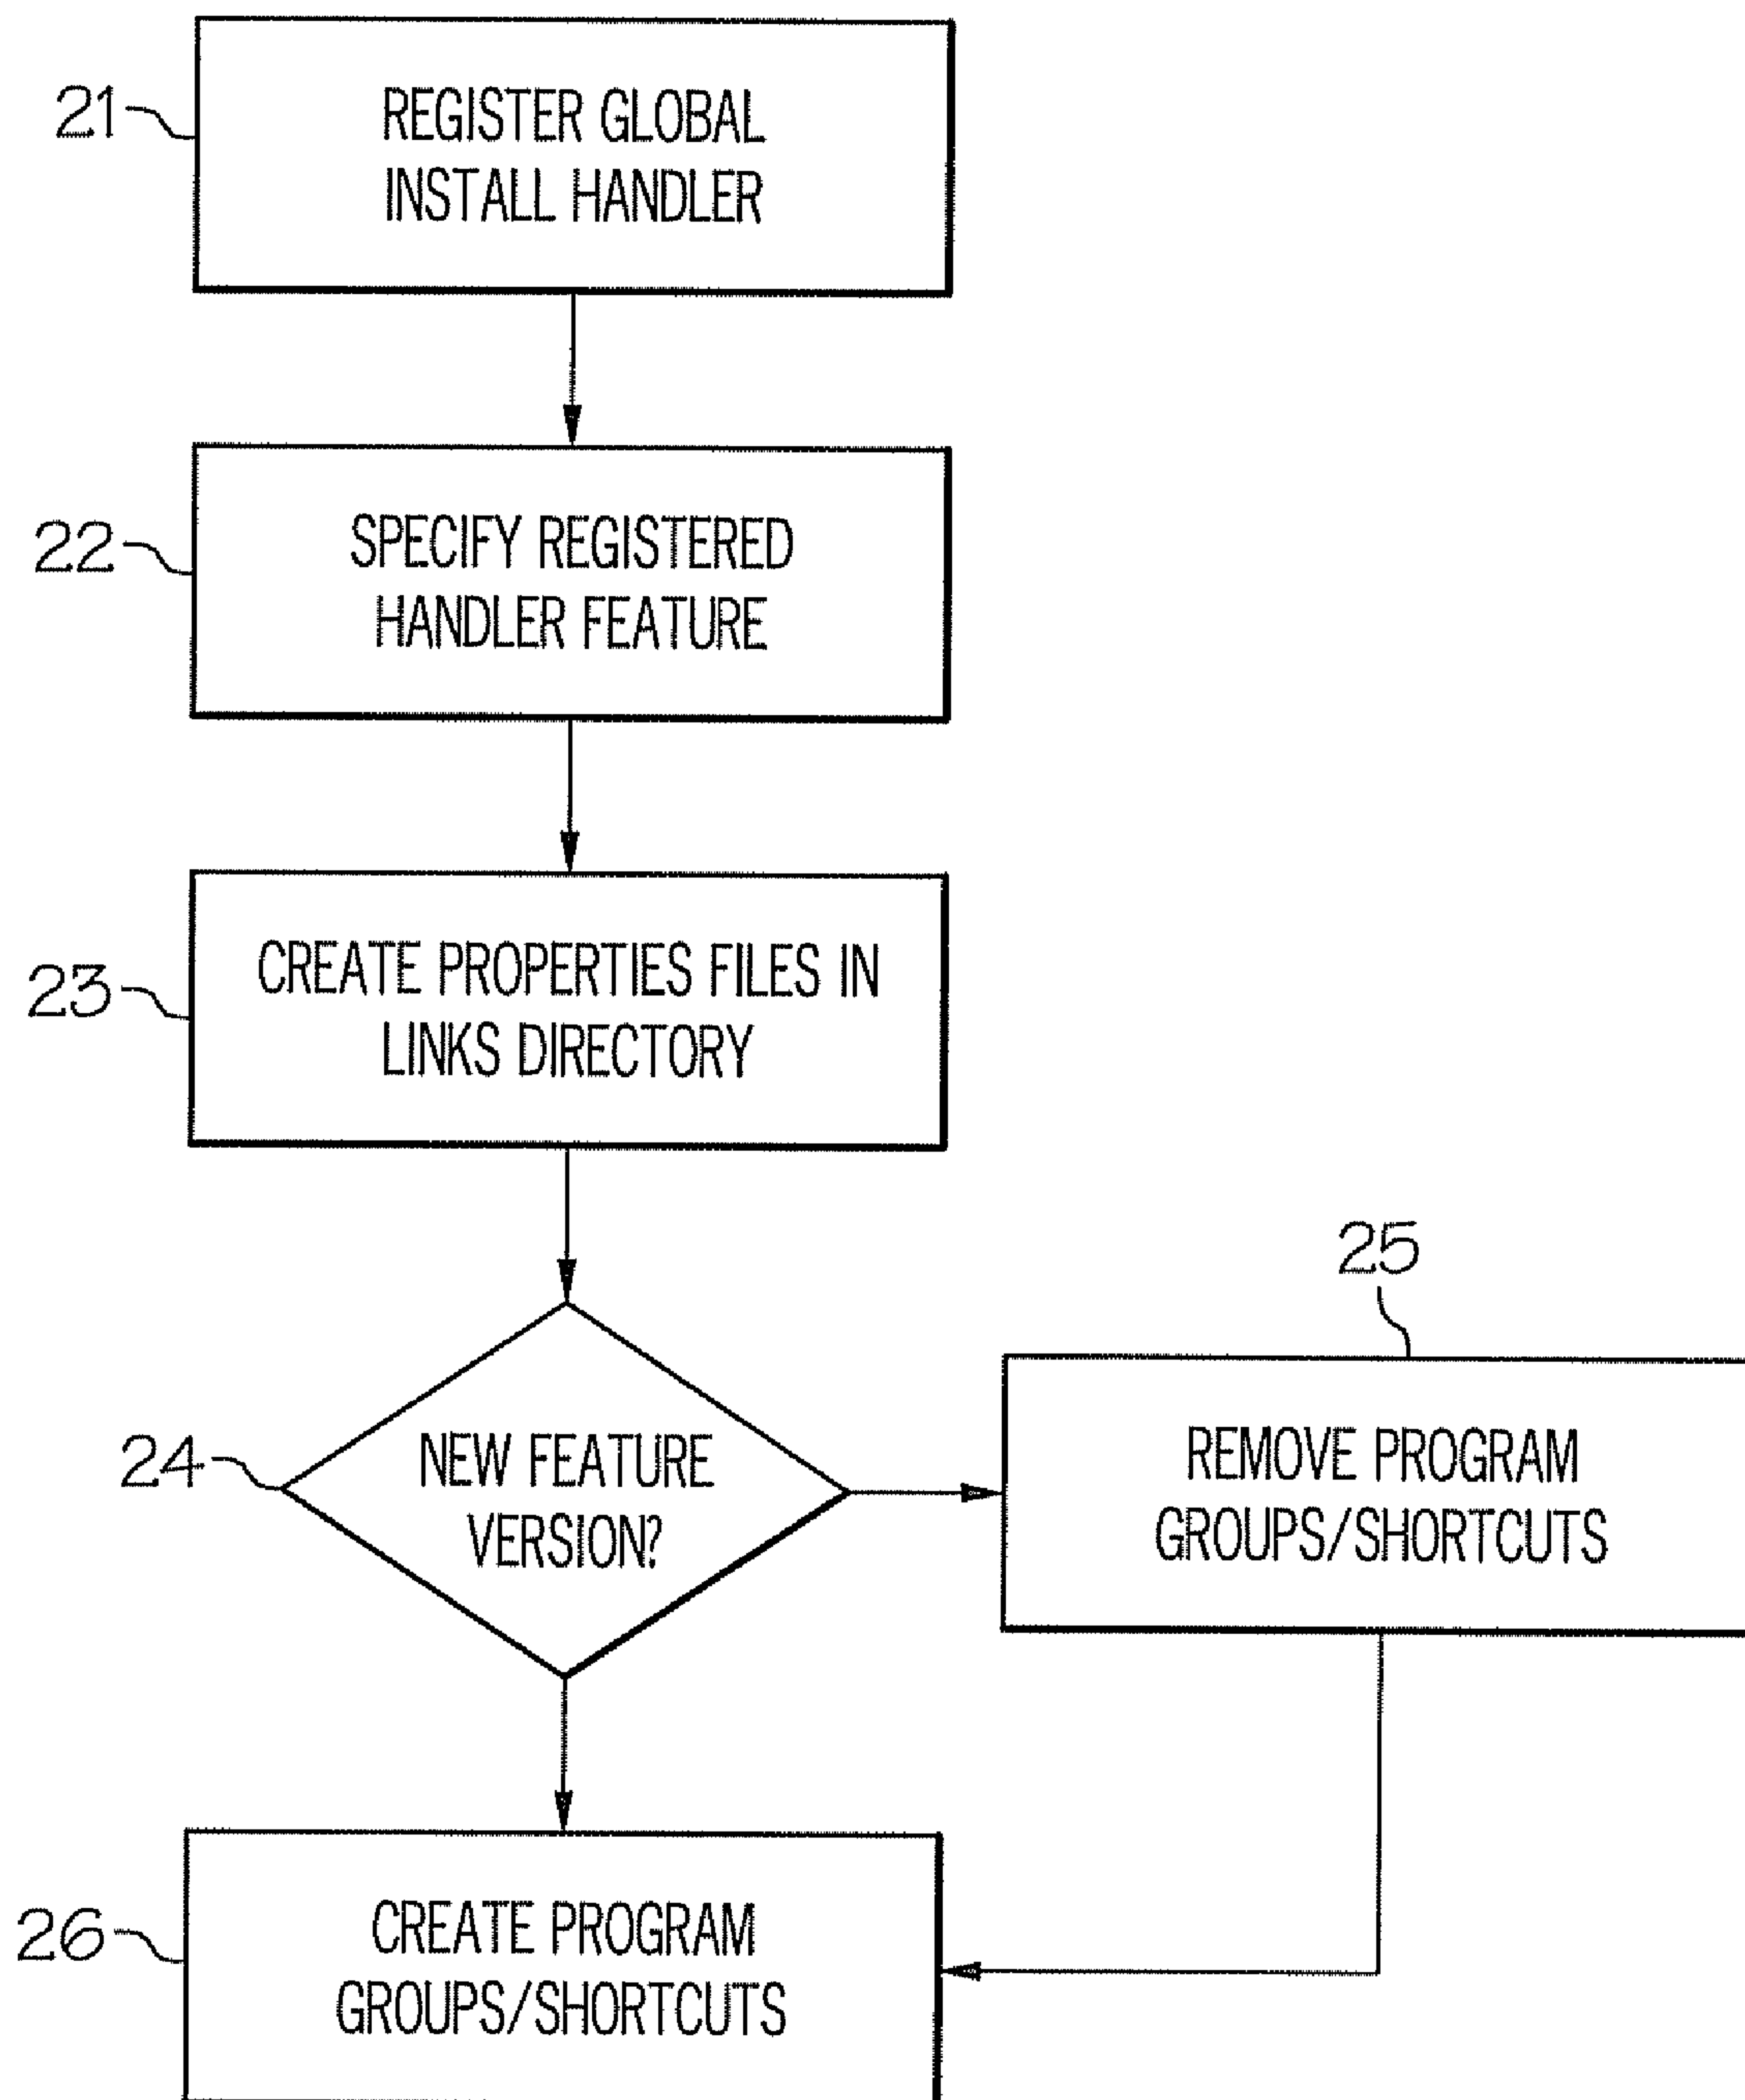 21
REGISTER GLOBAL
INSTALL HANDLER
22
SPECIFY REGISTERED
HANDLER FEATURE
23
CREATE PROPERTIES FILES IN
LINKS DIRECTORY
24
NEW FEATURE
VERSION?
25
REMOVE PROGRAM
GROUPS/SHORTCUTS
26
CREATE PROGRAM
GROUPS/SHORTCUTS